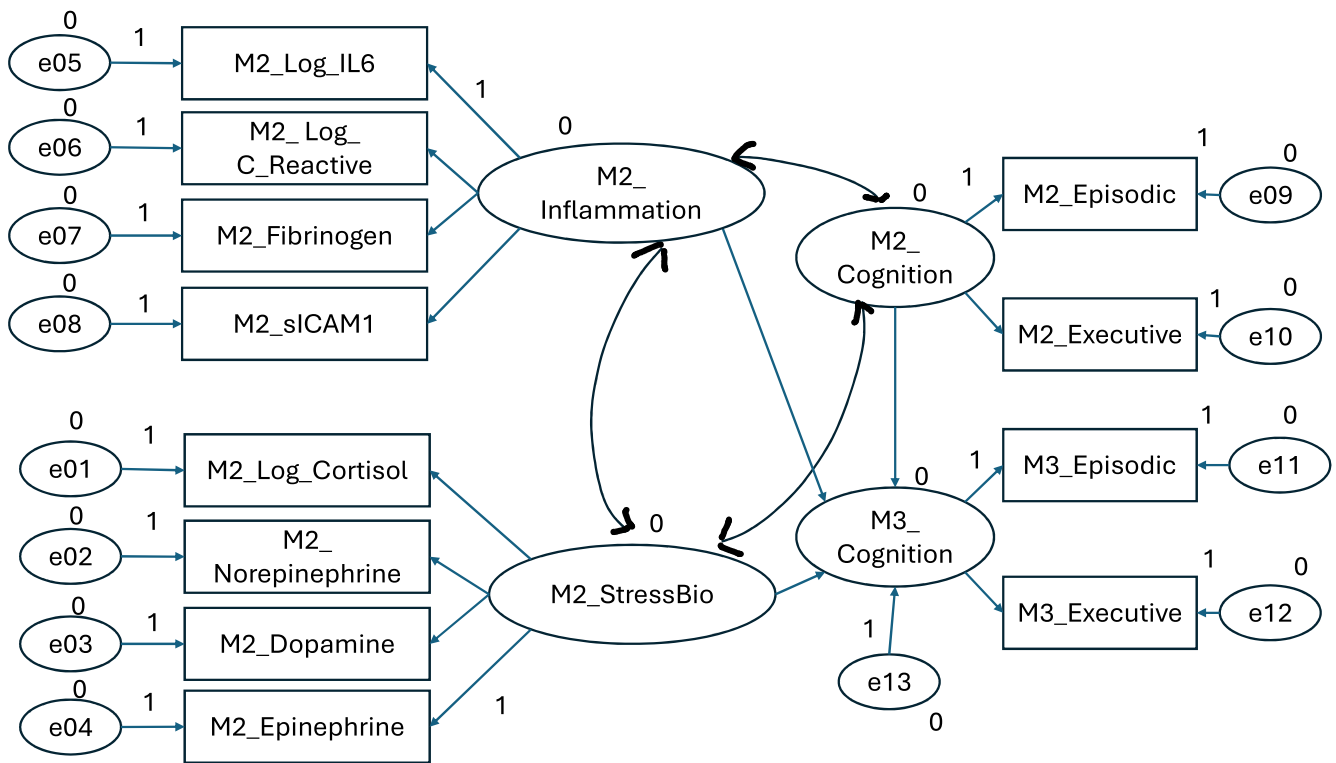 0
e05
1
M2_Log_IL6
1
0
e06
1
M2_ Log_
C_Reactive
0
e07
1
M2_Fibrinogen
0
e08
1
M2_sICAM1
0
M2_
Inflammation
0
M2_
Cognition
1
M2_Episodic
1
0
e09
M2_Executive
1
0
e10
0
e01
1
M2_Log_Cortisol
0
e02
1
M2_
Norepinephrine
0
e03
1
M2_Dopamine
0
e04
1
M2_Epinephrine
1
0
M2_StressBio
0
M3_
Cognition
1
M3_Episodic
1
0
e11
M3_Executive
1
0
e12
1
e13
0